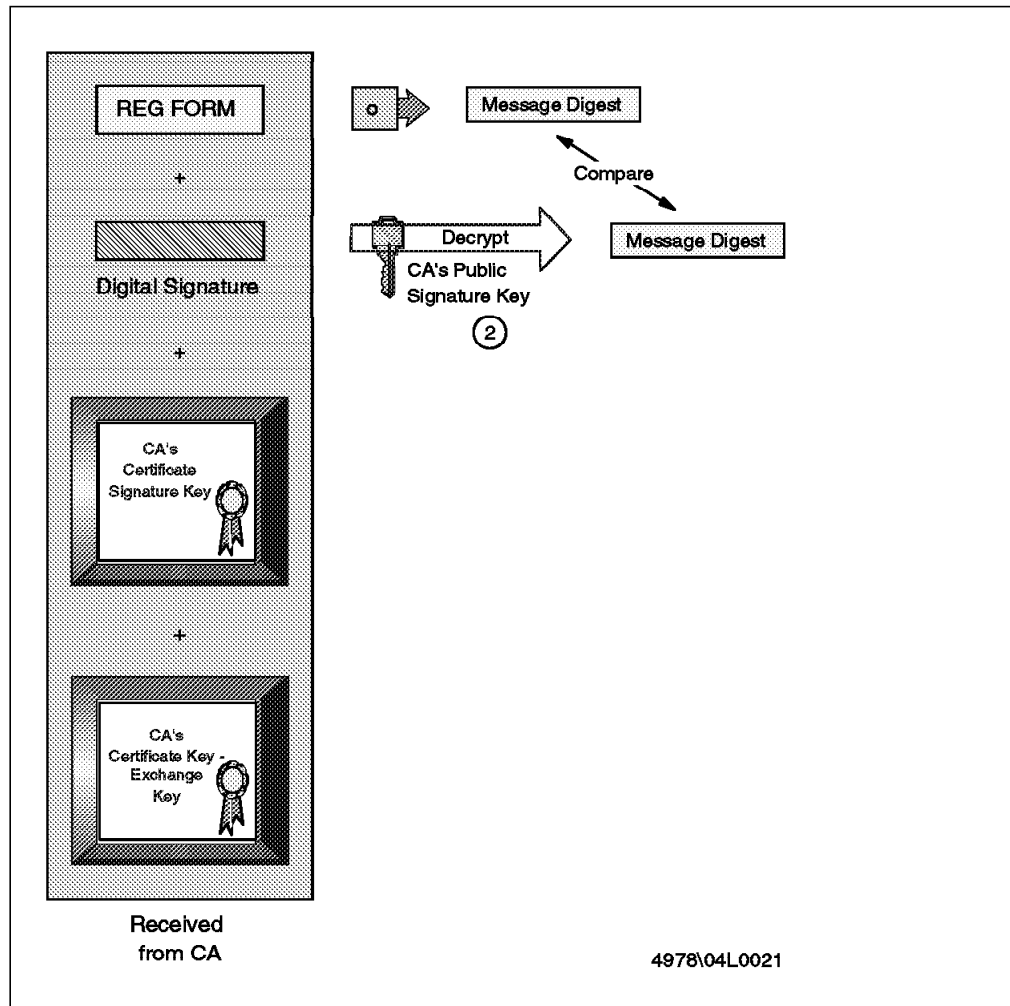 REG FORM
Message Digest
+
Compare
Decrypt
Message Digest
Digital Signature
CA's Public
Signature Key
2
+
CA's
Certificate
Signature Key
+
CA's
Certificate Key -
Exchange
Key
Received
from CA
4978\04L0021